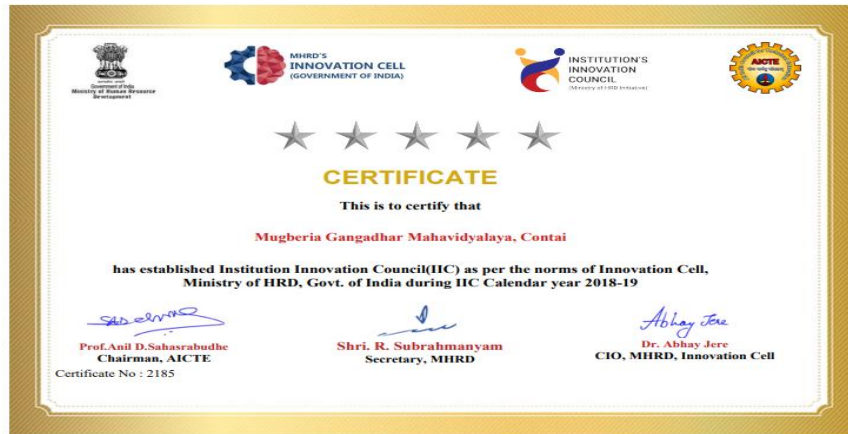 Government of India
Ministry of Human Resource
Development
MHRD'S
INNOVATION CELL
(GOVERNMENT OF INDIA)
INSTITUTION'S
INNOVATION
COUNCIL
(Ministry of HRD Initiative)
AICTE
CERTIFICATE
This is to certify that
Mugberia Gangadhar Mahavidyalaya, Contai
has established Institution Innovation Council(IIC) as per the norms of Innovation Cell,
Ministry of HRD, Govt. of India during IIC Calendar year 2018-19
Abhay Jere
Prof.Anil D.Sahasrabudhe
Chairman, AICTE
Shri. R. Subrahmanyam
Secretary, MHRD
Dr. Abhay Jere
CIO, MHRD, Innovation Cell
Certificate No : 2185